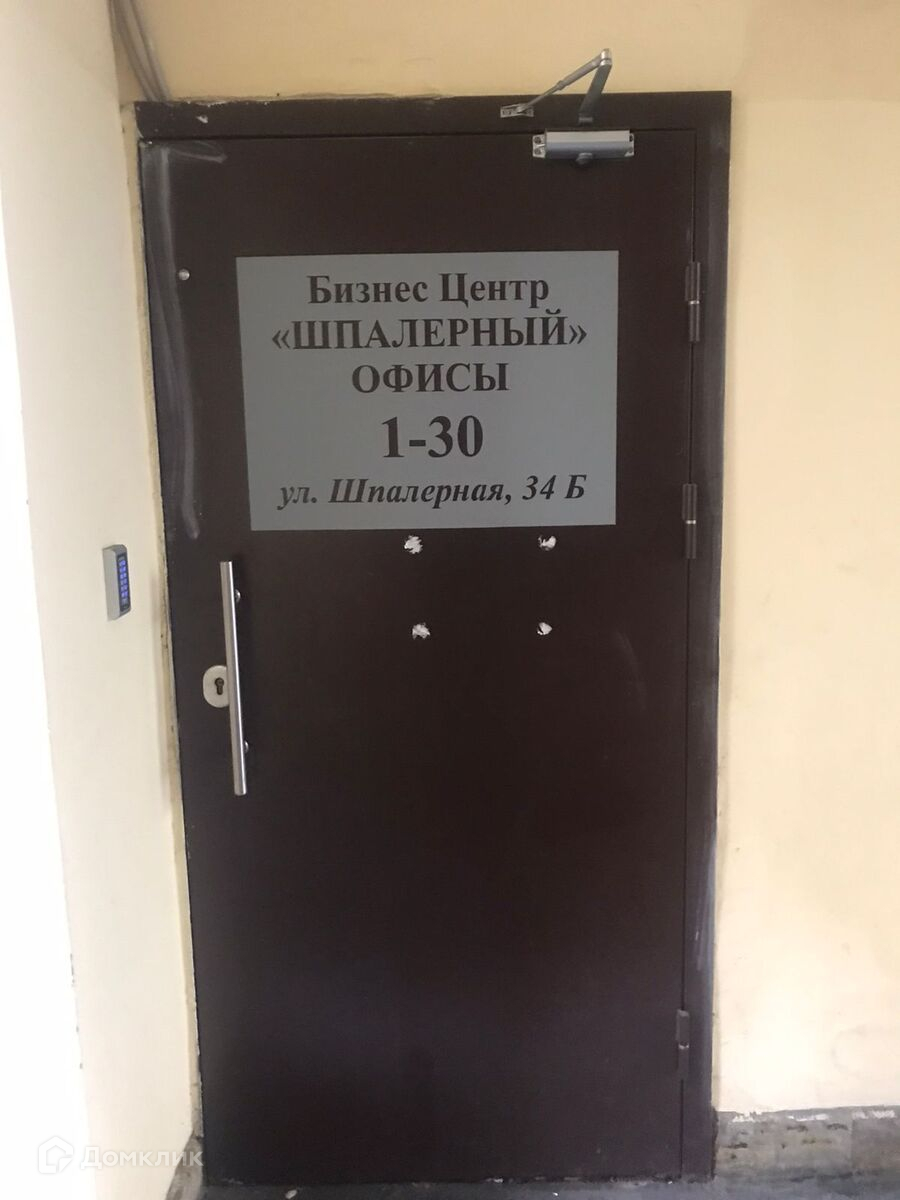 Бизнес Центр
«ШПАЛЕРНЫЙ»
ОФИСЫ
1-30
ул. Шпалерная, 34 Б
Домклик